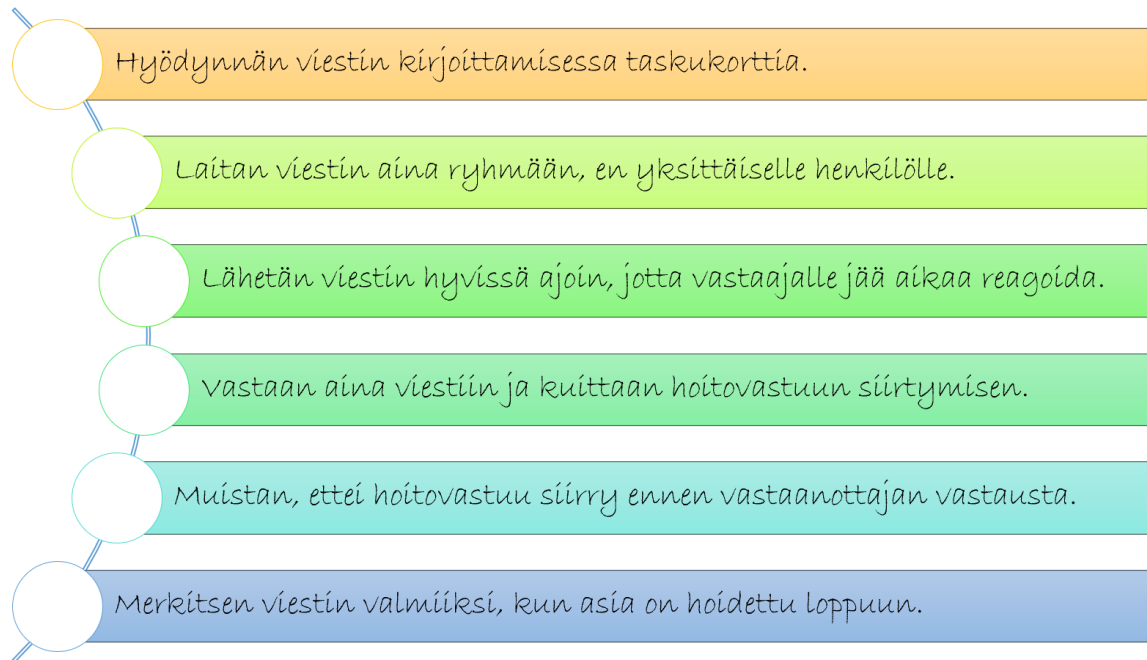 Hyödynnän viestin kirjoittamisessa taskukorttia.
Laitan viestin aina ryhmään, en yksittäiselle henkilölle.
Lähetän viestin hyvissä ajoin, jotta vastaajalle jää aikaa reagoida.
Vastaan aina viestiin ja kuittaan hoitovastuun siirtymisen.
Muistan, ettei hoitovastuu siirry ennen vastaanottajan vastausta.
Merkitsen viestin valmiiksi, kun asia on hoidettu loppuun.